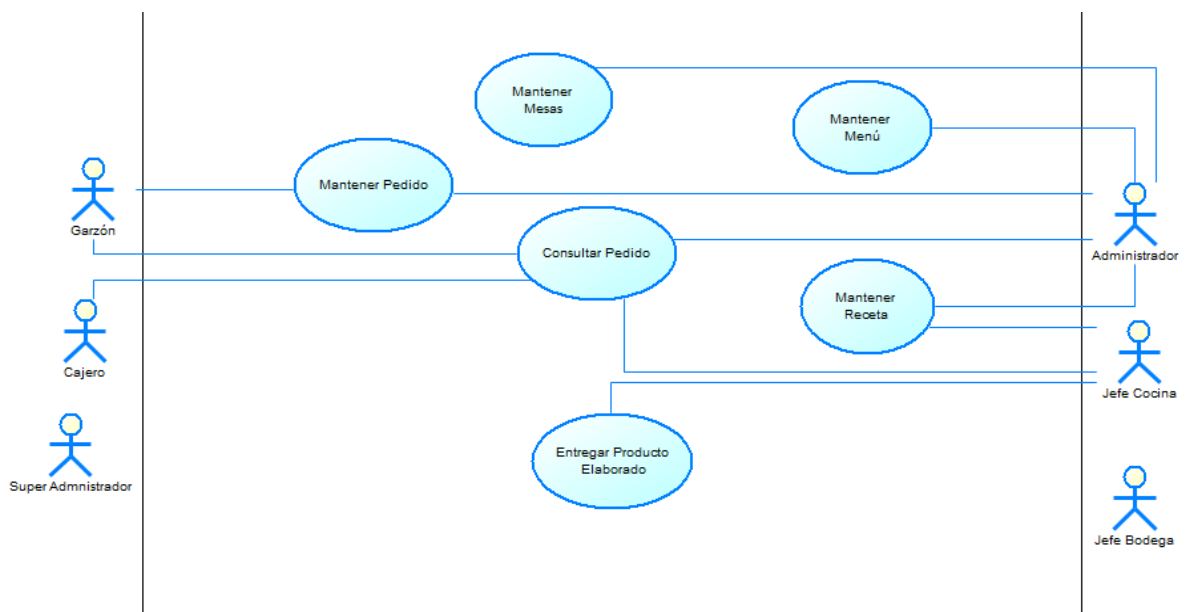 Mantener
Mesas
Mantener
Menú
Mantener Pedido
Garzón
Consultar Pedido
Administrador
Mantener
Receta
Cajero
Jefe Cocina
Entregar Producto
Elaborado
Super Admnistrador
Jefe Bodega